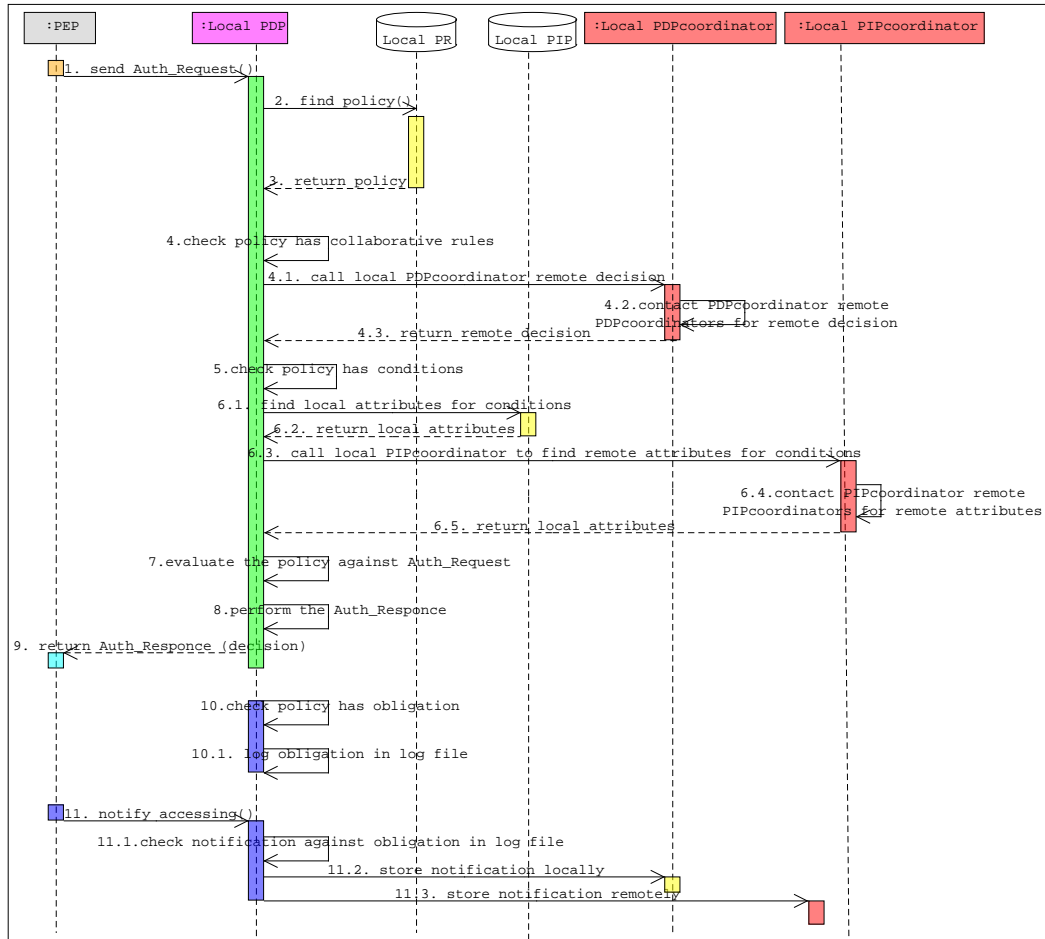 :PEP
:Local PDP
Local PR
Local PIP
:Local PDPcoordinator
:Local PIPcoordinator
1. send Auth_Request()
2. find policy()
3. return policy
4.check policy has collaborative rules
4.1. call local PDPcoordinator remote decision
4.2.contact PDPcoordinator remote
PDPcoordinators for remote decision
4.3. return remote decision
5.check policy has conditions
6.1. find local attributes for conditions
6.2. return local attributes
6.3. call local PIPcoordinator to find remote attributes for conditions
6.4.contact PIPcoordinator remote
PIPcoordinators for remote attributes
6.5. return local attributes
7.evaluate the policy against Auth_Request
8.perform the Auth_Responce
9. return Auth_Responce (decision)
10.check policy has obligation
10.1. log obligation in log file
11. notify accessing()
11.1.check notification against obligation in log file
11.2. store notification locally
11.3. store notification remotely